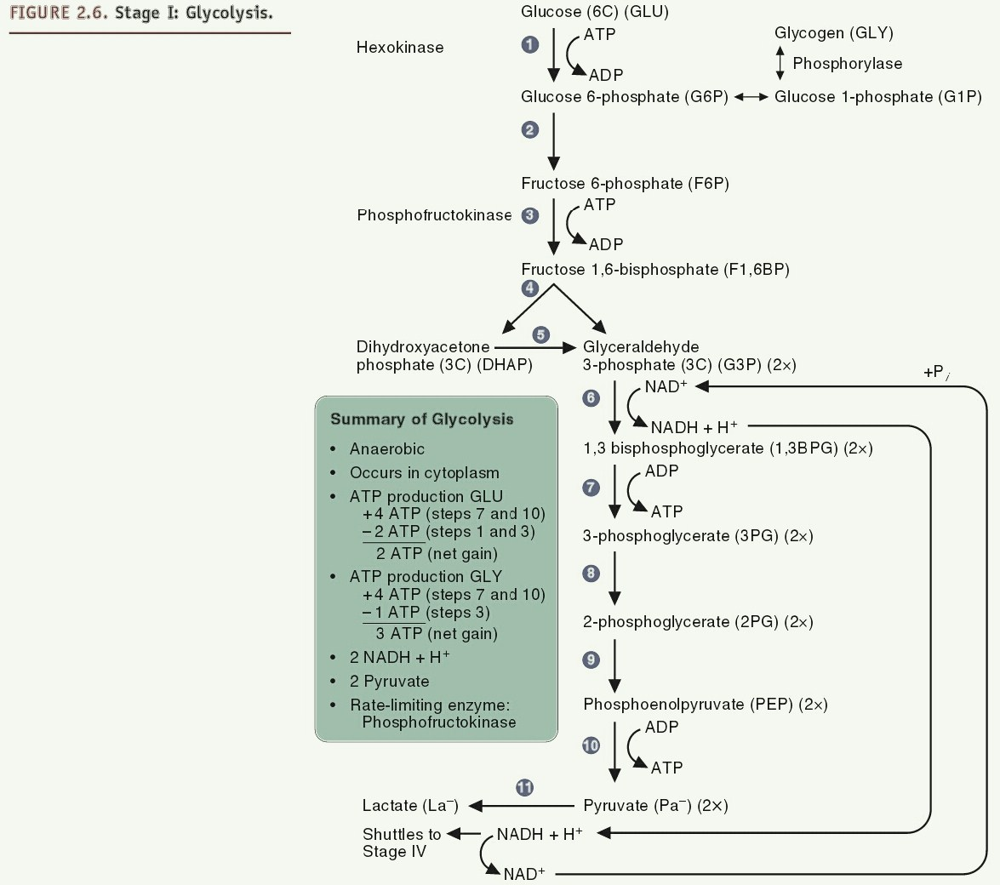 FIGURE 2.6. Stage I: Glycolysis.
Glucose (6C) (GLU)
Hexokinase
1
ATP
ADP
Glycogen (GLY)
Phosphorylase
Glucose 6-phosphate (G6P)
Glucose 1-phosphate (G1P)
2
Fructose 6-phosphate (F6P)
Phosphofructokinase
3
ATP
ADP
Fructose 1,6-bisphosphate (F1,6BP)
4
5
Dihydroxyacetone
phosphate (3C) (DHAP)
Glyceraldehyde
3-phosphate (3C) (G3P) (2×)
+Pi
6
NAD+
NADH + H+
1,3 bisphosphoglycerate (1,3BPG) (2×)
7
ADP
ATP
3-phosphoglycerate (3PG) (2×)
8
2-phosphoglycerate (2PG) (2×)
9
Phosphoenolpyruvate (PEP) (2×)
10
ADP
ATP
11
Lactate (La−)
Pyruvate (Pa−) (2×)
Shuttles to
Stage IV
NADH + H+
NAD+
Summary of Glycolysis
• Anaerobic
• Occurs in cytoplasm
• ATP production GLU
+4 ATP (steps 7 and 10)
−2 ATP (steps 1 and 3)
2 ATP (net gain)
• ATP production GLY
+4 ATP (steps 7 and 10)
−1 ATP (steps 3)
3 ATP (net gain)
• 2 NADH + H+
• 2 Pyruvate
• Rate-limiting enzyme:
Phosphofructokinase